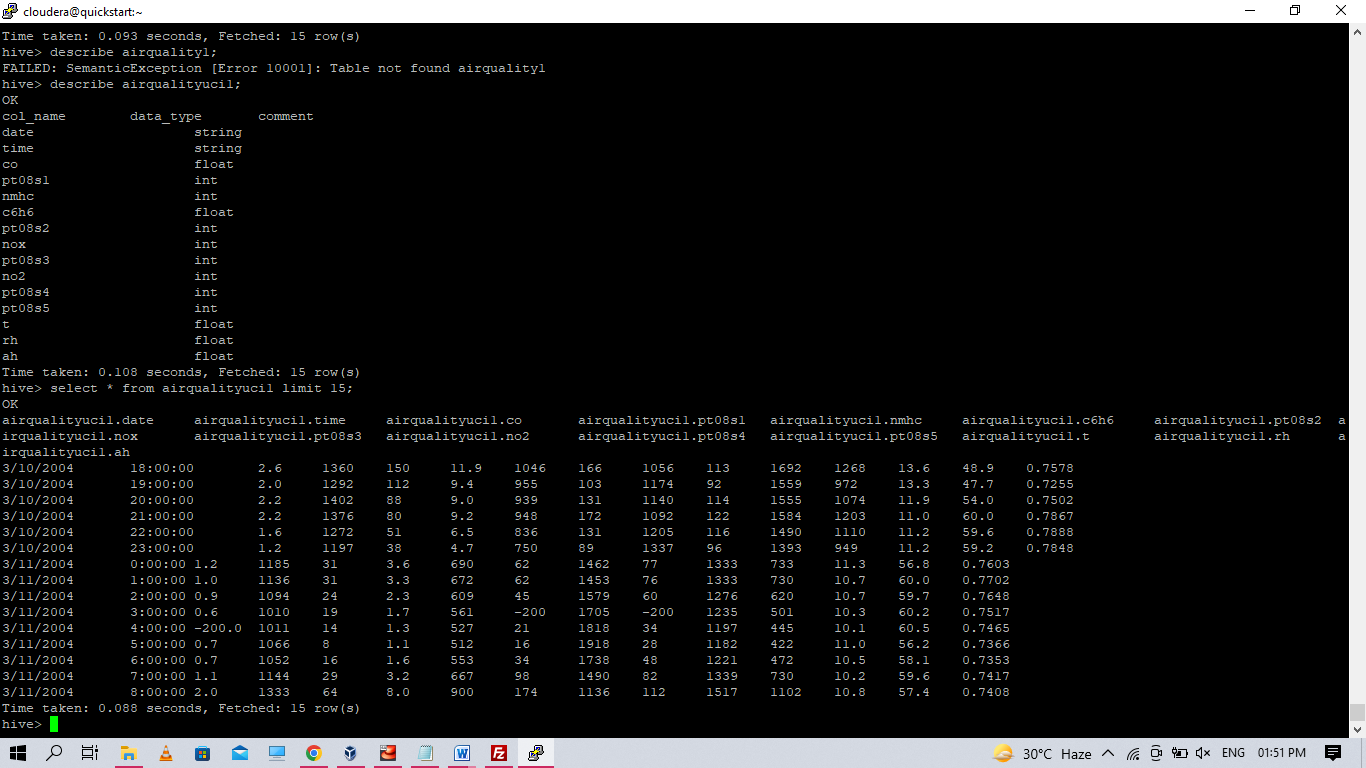 cloudera@quickstart:~
Time taken: 0.093 seconds, Fetched: 15 row(s)
hive> describe airquality1;
FAILED: SemanticException [Error 10001]: Table not found airquality1
hive> describe airqualityuci1;
OK
col_name data_type comment
date string
time string
co float
pt08s1 int
nmhc int
c6h6 float
pt08s2 int
nox int
pt08s3 int
no2 int
pt08s4 int
pt08s5 int
t float
rh float
ah float
Time taken: 0.108 seconds, Fetched: 15 row(s)
hive> select * from airqualityuci1 limit 15;
OK
airqualityuci1.date airqualityuci1.time airqualityuci1.co airqualityuci1.pt08s1 airqualityuci1.nmhc airqualityuci1.c6h6 airqualityuci1.pt08s2 a
irqualityuci1.nox airqualityuci1.pt08s3 airqualityuci1.no2 airqualityuci1.pt08s4 airqualityuci1.pt08s5 airqualityuci1.t airqualityuci1.rh a
irqualityuci1.ah
3/10/2004 18:00:00 2.6 1360 150 11.9 1046 166 1056 113 1692 1268 13.6 48.9 0.7578
3/10/2004 19:00:00 2.0 1292 112 9.4 955 103 1174 92 1559 972 13.3 47.7 0.7255
3/10/2004 20:00:00 2.2 1402 88 9.0 939 131 1140 114 1555 1074 11.9 54.0 0.7502
3/10/2004 21:00:00 2.2 1376 80 9.2 948 172 1092 122 1584 1203 11.0 60.0 0.7867
3/10/2004 22:00:00 1.6 1272 51 6.5 836 131 1205 116 1490 1110 11.2 59.6 0.7888
3/10/2004 23:00:00 1.2 1197 38 4.7 750 89 1337 96 1393 949 11.2 59.2 0.7848
3/11/2004 0:00:00 1.2 1185 31 3.6 690 62 1462 77 1333 733 11.3 56.8 0.7603
3/11/2004 1:00:00 1.0 1136 31 3.3 672 62 1453 76 1333 730 10.7 60.0 0.7702
3/11/2004 2:00:00 0.9 1094 24 2.3 609 45 1579 60 1276 620 10.7 59.7 0.7648
3/11/2004 3:00:00 0.6 1010 19 1.7 561 -200 1705 -200 1235 501 10.3 60.2 0.7517
3/11/2004 4:00:00 -200.0 1011 14 1.3 527 21 1818 34 1197 445 10.1 60.5 0.7465
3/11/2004 5:00:00 0.7 1066 8 1.1 512 16 1918 28 1182 422 11.0 56.2 0.7366
3/11/2004 6:00:00 0.7 1052 16 1.6 553 34 1738 48 1221 472 10.5 58.1 0.7353
3/11/2004 7:00:00 1.1 1144 29 3.2 667 98 1490 82 1339 730 10.2 59.6 0.7417
3/11/2004 8:00:00 2.0 1333 64 8.0 900 174 1136 112 1517 1102 10.8 57.4 0.7408
Time taken: 0.088 seconds, Fetched: 15 row(s)
hive>
30°C Haze ENG 01:51 PM